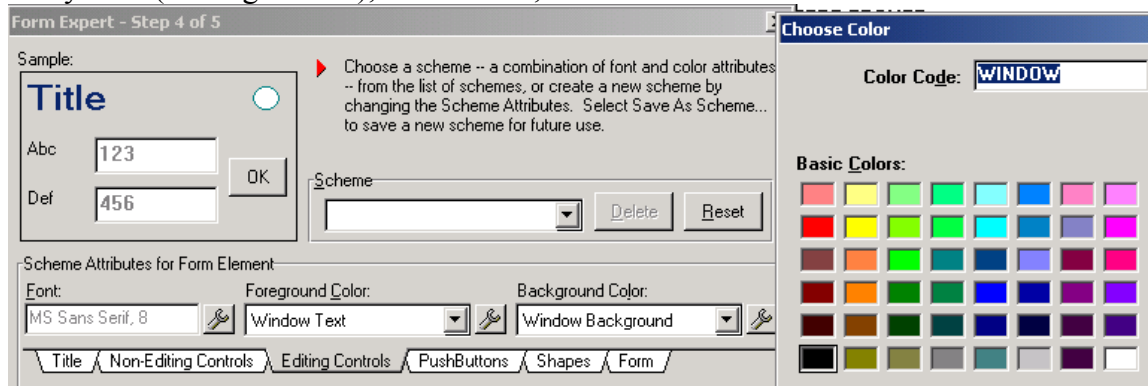 Form Expert - Step 4 of 5
Sample:
Title
Abc
123
OK
Def
456
Choose a scheme -- a combination of font and color attributes
-- from the list of schemes, or create a new scheme by
changing the Scheme Attributes. Select Save As Scheme...
to save a new scheme for future use.
Scheme
Delete
Reset
Scheme Attributes for Form Element
Font:
Foreground Color:
Background Color:
MS Sans Serif, 8
Window Text
Window Background
Title
Non-Editing Controls
Editing Controls
PushButtons
Shapes
Form
Choose Color
Color Code:
WINDOW
Basic Colors: